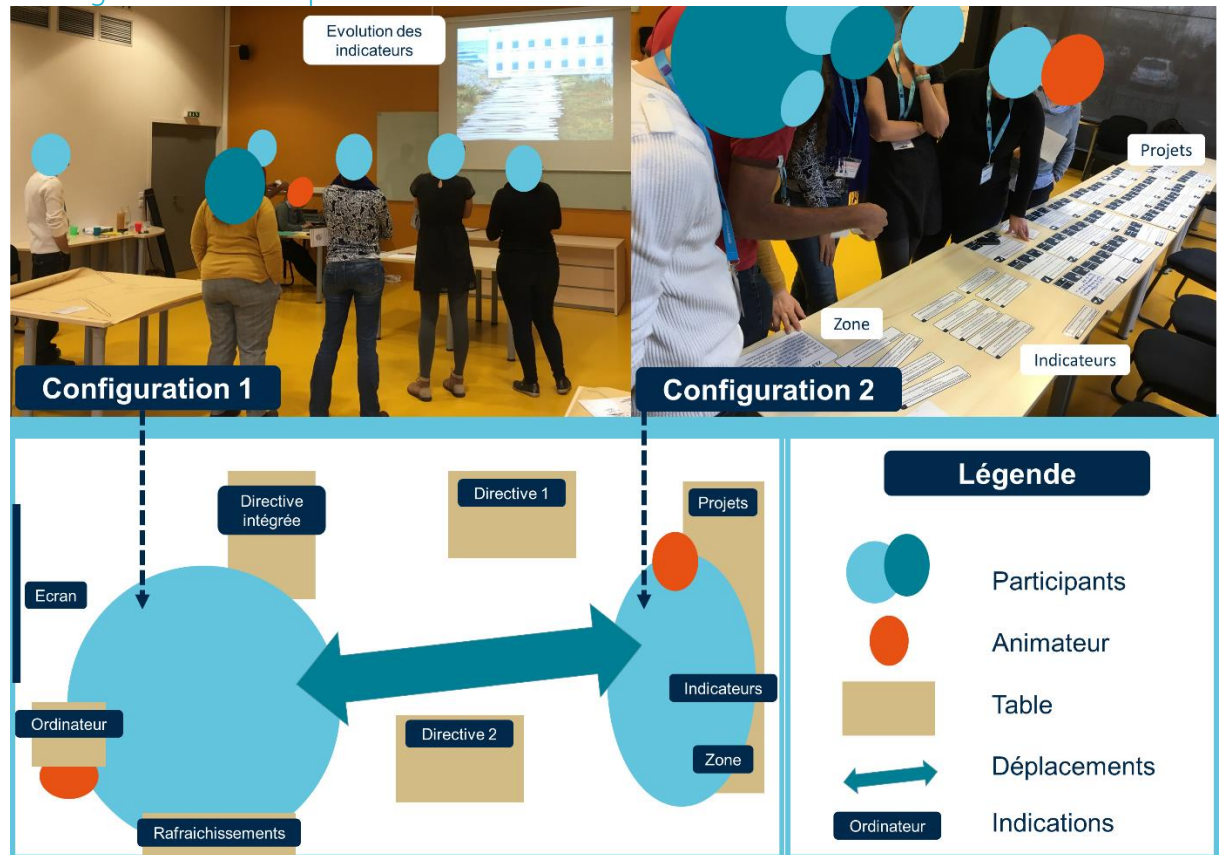 Evolution des
indicateurs
Projets
Zone
Indicateurs
Configuration 1
Configuration 2
Directive
intégrée
Directive 1
Projets
Ecran
Indicateurs
Ordinateur
Directive 2
Zone
Rafraichissements
Légende
Participants
Animateur
Table
Déplacements
Ordinateur
Indications